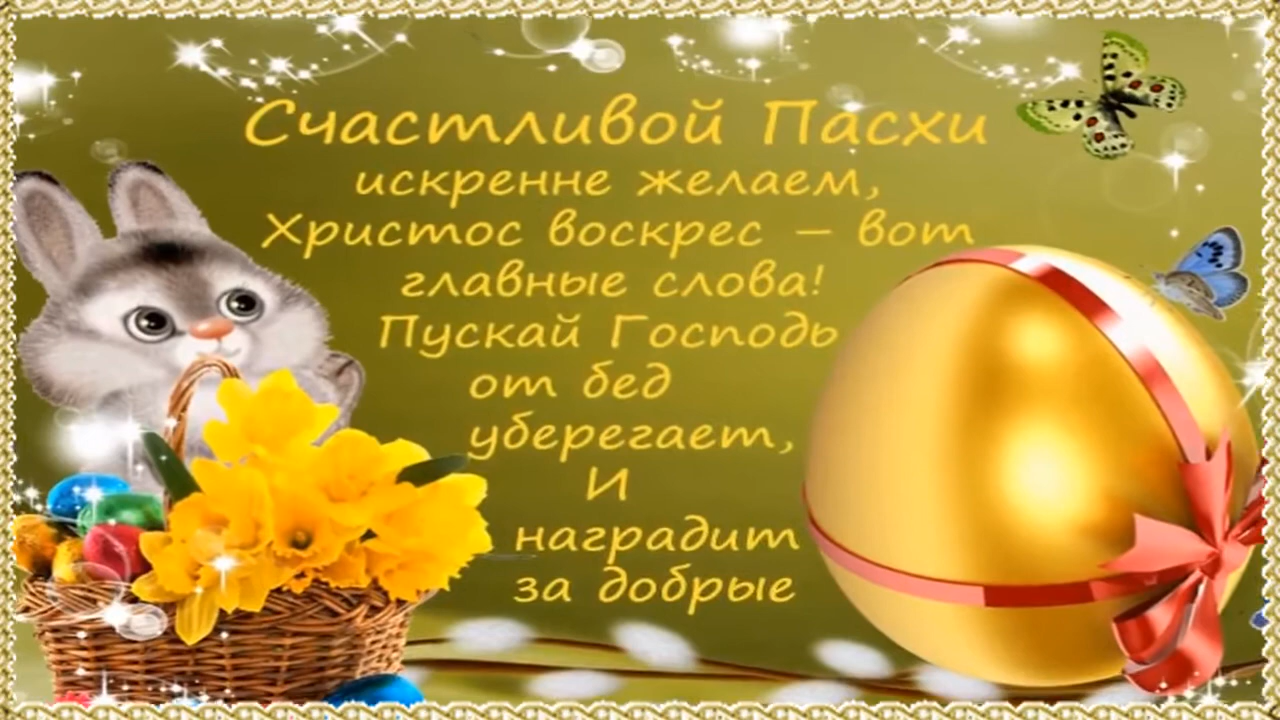 Счастливой Пасхи
искренне желаем,
Христос воскрес – вот
главные слова!
Пускай Господь
от бед
уберегает,
И
наградит
за добрые